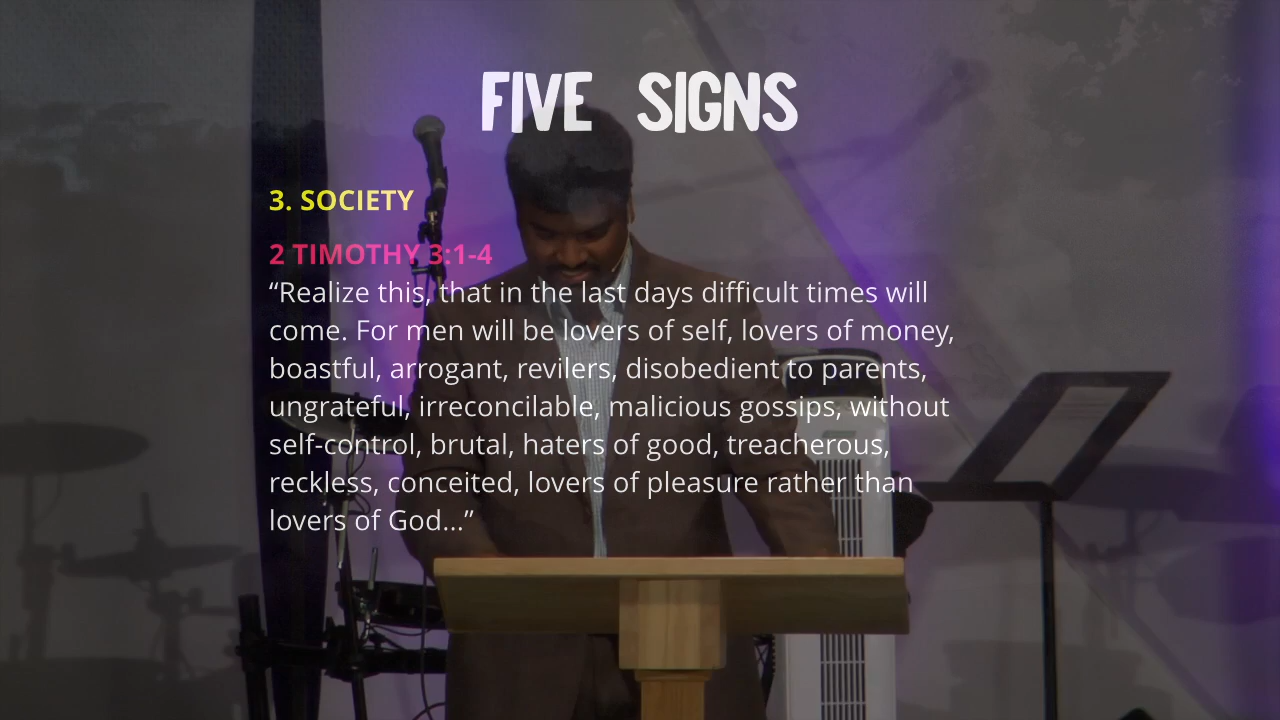 FIVE SIGNS
3. SOCIETY
2 TIMOTHY 3:1-4
“Realize this, that in the last days difficult times will
come. For men will be lovers of self, lovers of money,
boastful, arrogant, revilers, disobedient to parents,
ungrateful, irreconcilable, malicious gossips, without
self-control, brutal, haters of good, treacherous,
reckless, conceited, lovers of pleasure rather than
lovers of God...”